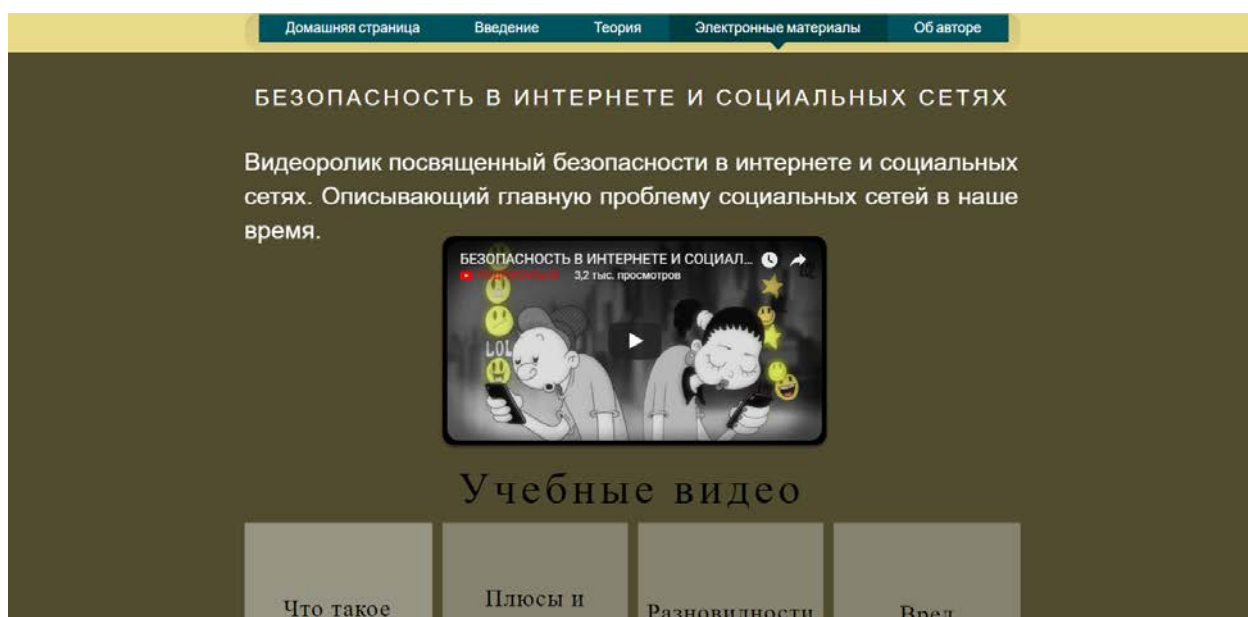 Домашняя страница Введение Теория Электронные материалы Об авторе
БЕЗОПАСНОСТЬ В ИНТЕРНЕТЕ И СОЦИАЛЬНЫХ СЕТЯХ
Видеоролик посвященный безопасности в интернете и социальных
сетях. Описывающий главную проблему социальных сетей в наше
время.
БЕЗОПАСНОСТЬ В ИНТЕРНЕТЕ И СОЦИАЛ...
3,2 тыс. просмотров
LOL
Учебные видео
Что такое Плюсы и Разновидности Вред